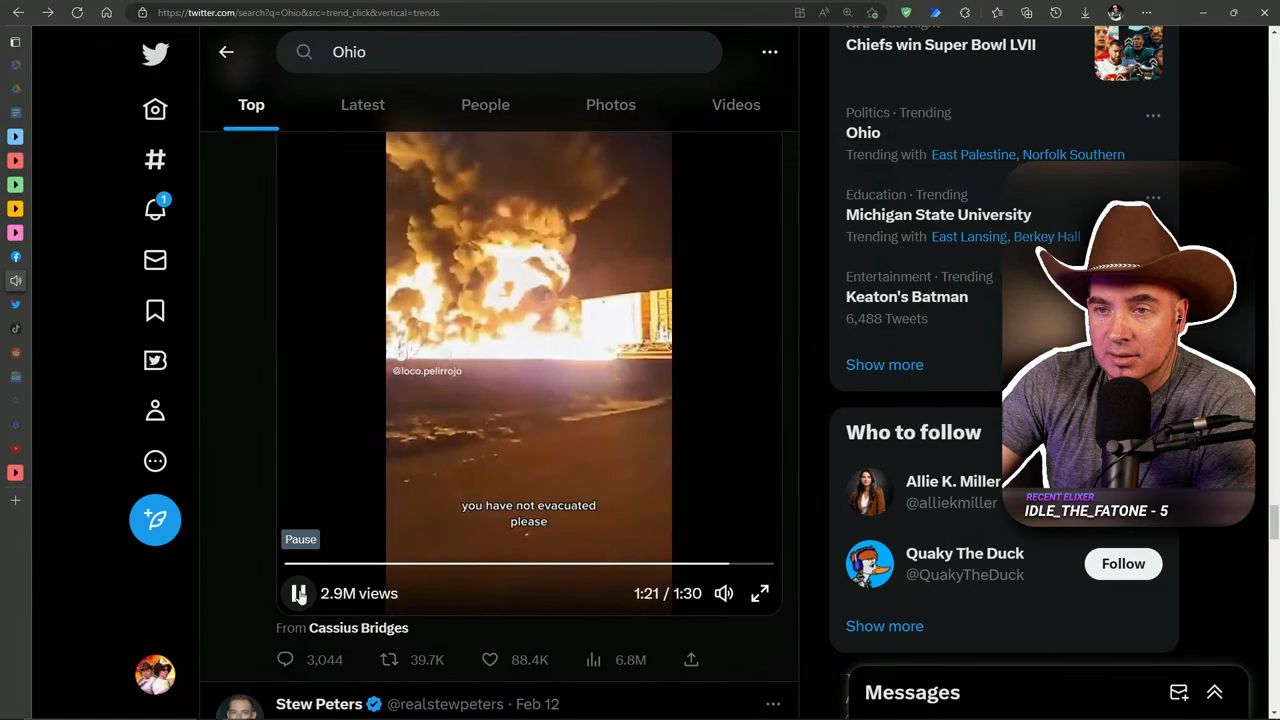 https://twitter.com/search?q=Ohio&src=trend_click&vertical=trends
Ohio
Top
Latest
People
Photos
Videos
1
@loco.pelirrojo
you have not evacuated
please
Pause
2.9M views
1:21 / 1:30
From Cassius Bridges
3,044
39.7K
88.4K
6.8M
Stew Peters @realstewpeters · Feb 12
Chiefs win Super Bowl LVII
Politics · Trending
Ohio
Trending with East Palestine, Norfolk Southern
Education · Trending
Michigan State University
Trending with East Lansing, Berkey Hall
Entertainment · Trending
Keaton's Batman
6,488 Tweets
Show more
Who to follow
Allie K. Miller
@alliekmiller
Quaky The Duck
@QuakyTheDuck
Follow
Show more
RECENT ELIXER
IDLE_THE_FATONE - 5
Messages